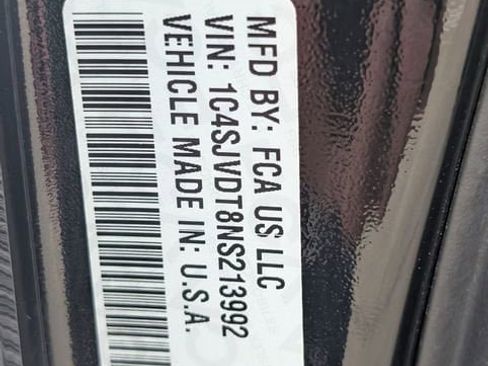 MFD BY: FCA US LLC
VIN: 1C4SJVDT8NS213992
VEHICLE MADE IN: U.S.A.